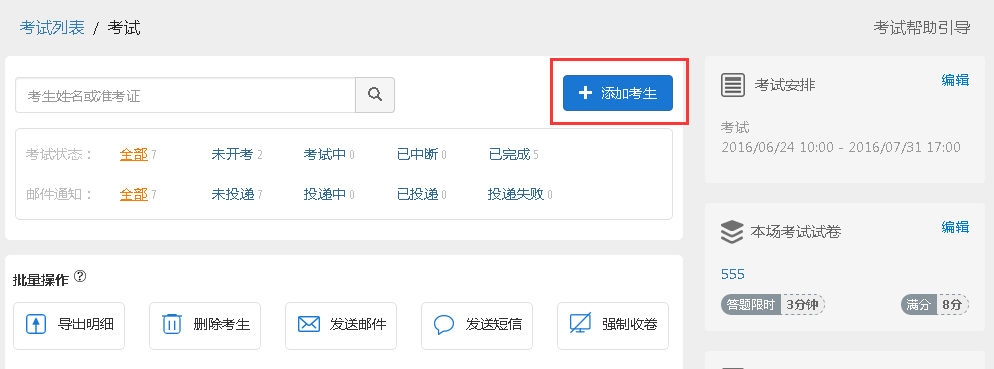 考试列表 / 考试
考试帮助引导
考生姓名或准考证
添加考生
考试状态： 全部 7 未开考 2 考试中 0 已中断 0 已完成 5
邮件通知： 全部 7 未投递 7 投递中 0 已投递 0 投递失败 0
批量操作 ?
导出明细 删除考生 发送邮件 发送短信 强制收卷
考试安排 编辑
考试
2016/06/24 10:00 - 2016/07/31 17:00
本场考试试卷 编辑
555
答题限时 3分钟 满分 8分